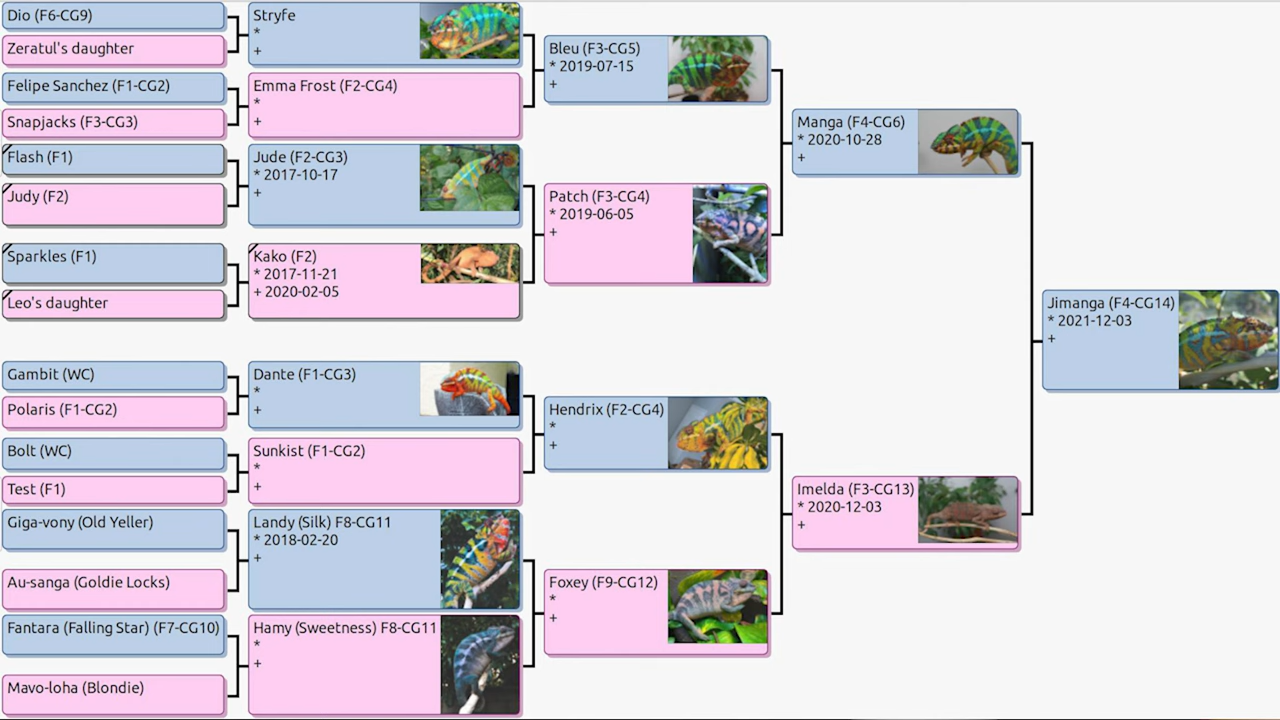 Dio (F6-CG9)
Zeratul's daughter
Felipe Sanchez (F1-CG2)
Snapjacks (F3-CG3)
Flash (F1)
Judy (F2)
Sparkles (F1)
Leo's daughter
Gambit (WC)
Polaris (F1-CG2)
Bolt (WC)
Test (F1)
Giga-vony (Old Yeller)
Au-sanga (Goldie Locks)
Fantara (Falling Star) (F7-CG10)
Mavo-loha (Blondie)
Stryfe
*
+
Emma Frost (F2-CG4)
*
+
Jude (F2-CG3)
* 2017-10-17
+
Kako (F2)
* 2017-11-21
+ 2020-02-05
Dante (F1-CG3)
*
+
Sunkist (F1-CG2)
*
+
Landy (Silk) F8-CG11
* 2018-02-20
+
Hamy (Sweetness) F8-CG11
*
+
Bleu (F3-CG5)
* 2019-07-15
+
Patch (F3-CG4)
* 2019-06-05
+
Hendrix (F2-CG4)
*
+
Foxey (F9-CG12)
*
+
Manga (F4-CG6)
* 2020-10-28
+
Imelda (F3-CG13)
* 2020-12-03
+
Jimanga (F4-CG14)
* 2021-12-03
+